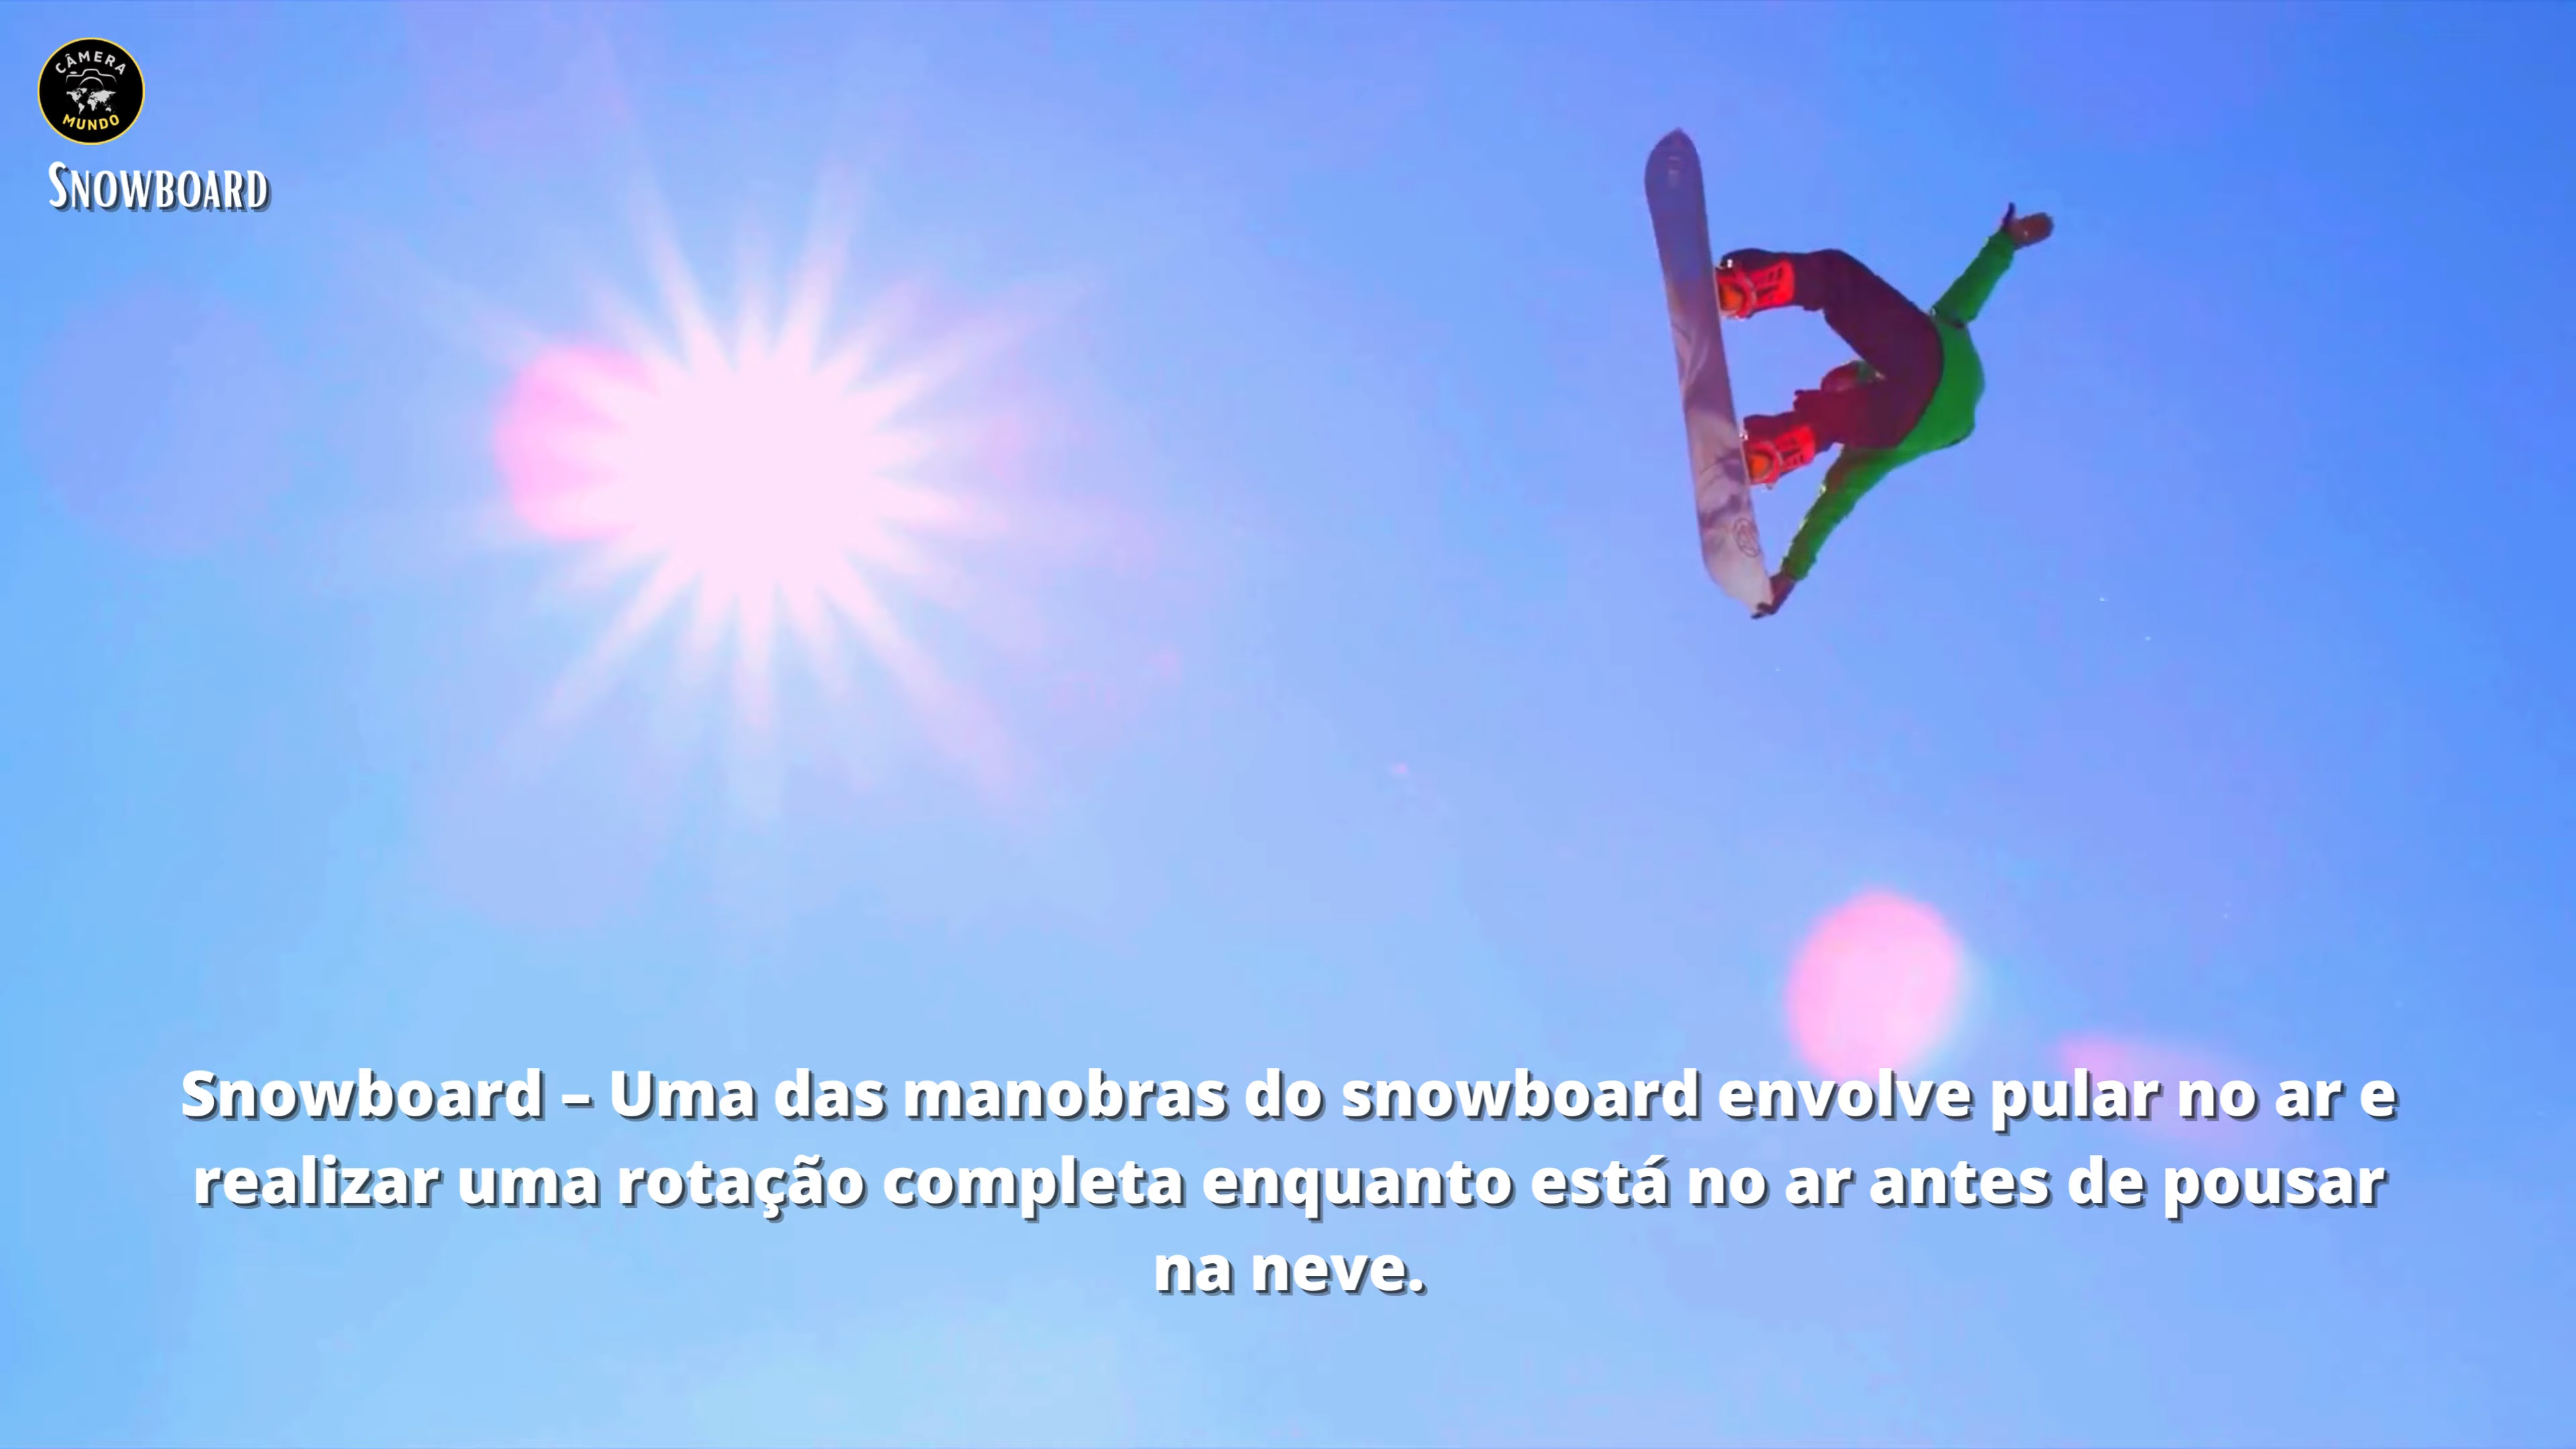 CÂMERA
MUNDO
SNOWBOARD
Snowboard – Uma das manobras do snowboard envolve pular no ar e
realizar uma rotação completa enquanto está no ar antes de pousar
na neve.